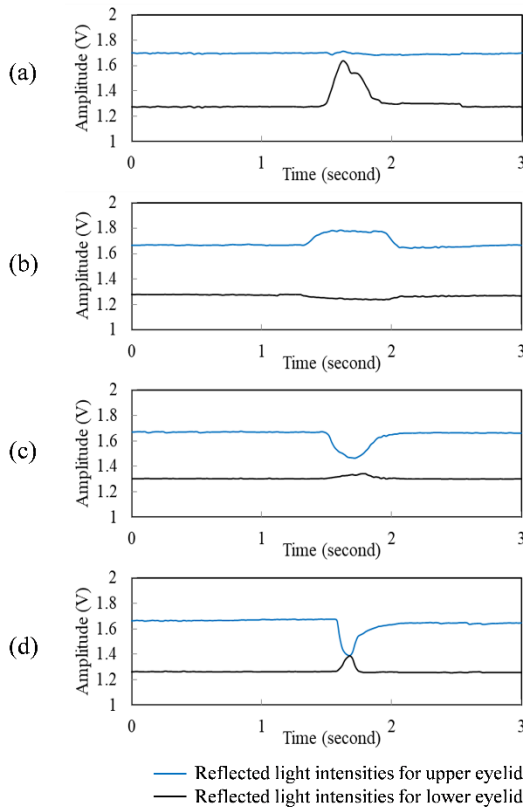 (a)
Amplitude (V)
2
1.8
1.6
1.4
1.2
1
0
1
2
3
Time (second)
(b)
Amplitude (V)
2
1.8
1.6
1.4
1.2
1
0
1
2
3
Time (second)
(c)
Amplitude (V)
2
1.8
1.6
1.4
1.2
1
0
1
2
3
Time (second)
(d)
Amplitude (V)
2
1.8
1.6
1.4
1.2
1
0
1
2
3
Time (second)
Reflected light intensities for upper eyelid
Reflected light intensities for lower eyelid